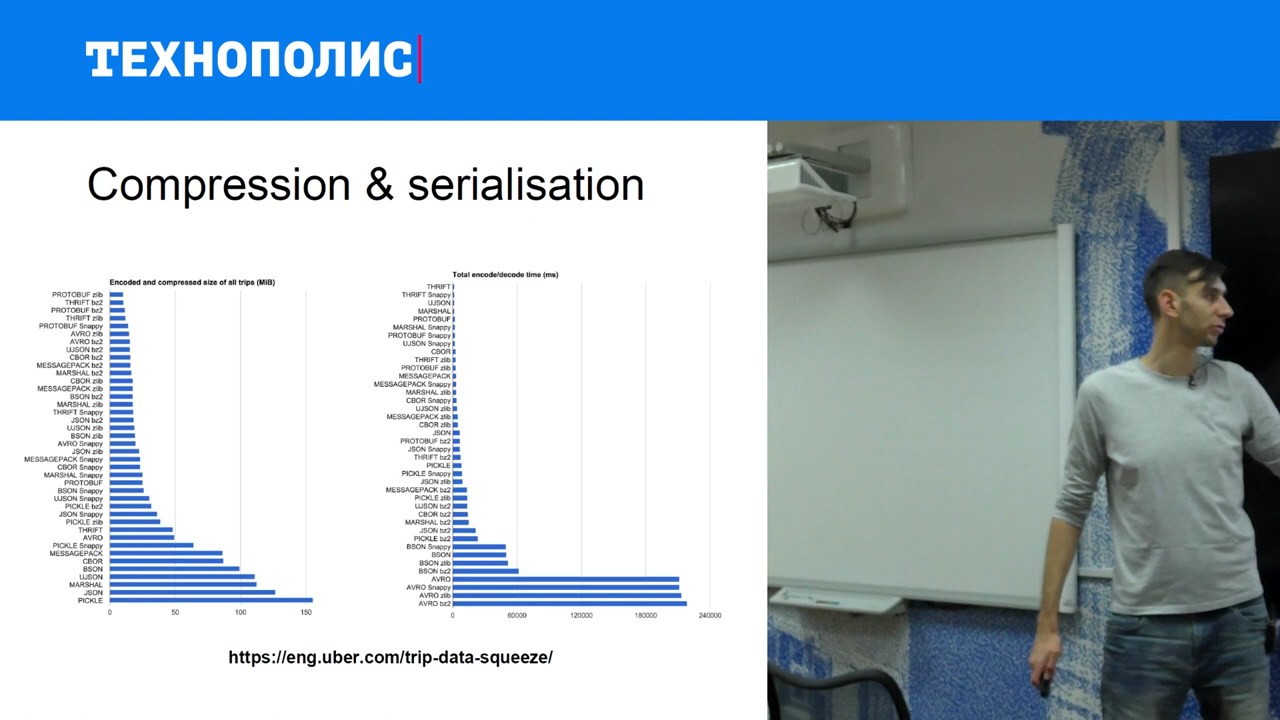 ТЕХНОПОЛИС
Compression & serialisation
Encoded and compressed size of all trips (MiB)
PROTOBUF zlib
THRIFT bz2
PROTOBUF bz2
THRIFT zlib
PROTOBUF Snappy
AVRO zlib
AVRO bz2
UJSON bz2
CBOR bz2
MESSAGEPACK bz2
MARSHAL bz2
CBOR zlib
MESSAGEPACK zlib
BSON bz2
MARSHAL zlib
THRIFT Snappy
JSON bz2
UJSON zlib
BSON zlib
AVRO Snappy
JSON zlib
MESSAGEPACK Snappy
CBOR Snappy
MARSHAL Snappy
PROTOBUF
BSON Snappy
UJSON Snappy
PICKLE bz2
JSON Snappy
PICKLE zlib
THRIFT
AVRO
PICKLE Snappy
MESSAGEPACK
CBOR
BSON
UJSON
MARSHAL
JSON
PICKLE
0 50 100 150
Total encode/decode time (ms)
THRIFT
THRIFT Snappy
UJSON
MARSHAL
PROTOBUF
MARSHAL Snappy
PROTOBUF Snappy
UJSON Snappy
CBOR
THRIFT zlib
PROTOBUF zlib
MESSAGEPACK
MESSAGEPACK Snappy
MARSHAL zlib
CBOR Snappy
UJSON zlib
MESSAGEPACK zlib
CBOR zlib
JSON
PROTOBUF bz2
JSON Snappy
THRIFT bz2
PICKLE
PICKLE Snappy
JSON zlib
MESSAGEPACK bz2
PICKLE zlib
UJSON bz2
CBOR bz2
MARSHAL bz2
JSON bz2
PICKLE bz2
BSON Snappy
BSON
BSON zlib
BSON bz2
AVRO
AVRO Snappy
AVRO zlib
AVRO bz2
0 60000 120000 180000 240000
https://eng.uber.com/trip-data-squeeze/